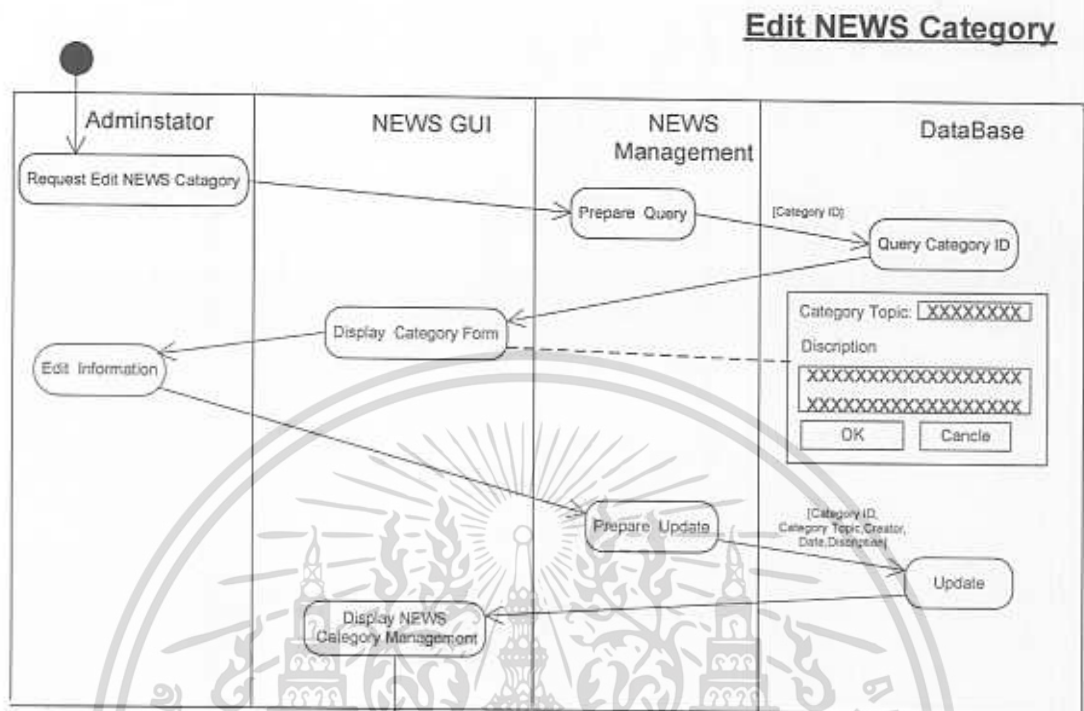 Edit NEWS Category
Adminstator
NEWS GUI
NEWS
Management
DataBase
Request Edit NEWS Catagory
Prepare Query
[Category ID]
Query Category ID
Display Category Form
Category Topic: XXXXXXXX
Discription
XXXXXXXXXXXXXXXXXX
XXXXXXXXXXXXXXXXXX
OK
Cancle
Edit Information
Prepare Update
[Category ID,
Category Topic,Creator,
Date,Discription]
Update
Display NEWS
Category Management